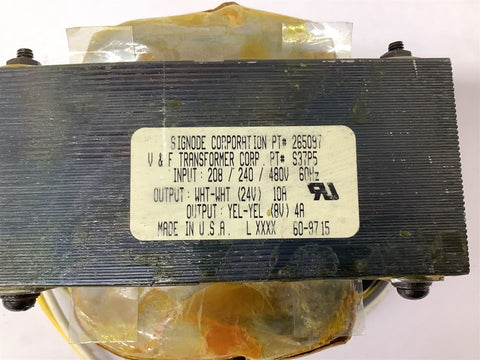 SIGNODE CORPORATION PT# 265097
V & F TRANSFORMER CORP. PT# S37P5
INPUT: 208 / 240 / 480V 60Hz
OUTPUT: WHT-WHT (24V) 10A
OUTPUT: YEL-YEL (8V) 4A
MADE IN U.S.A. L XXXX 60-9715